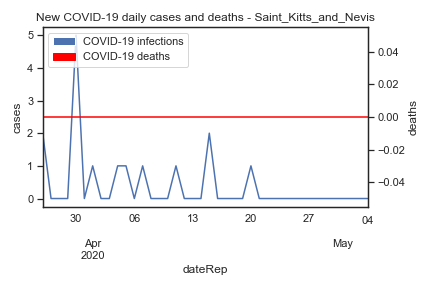 New COVID-19 daily cases and deaths - Saint_Kitts_and_Nevis
COVID-19 infections
COVID-19 deaths
cases
5
4
3
2
1
0
deaths
0.04
0.02
0.00
−0.02
−0.04
30 06 13 20 27 04
Apr May
2020
dateRep